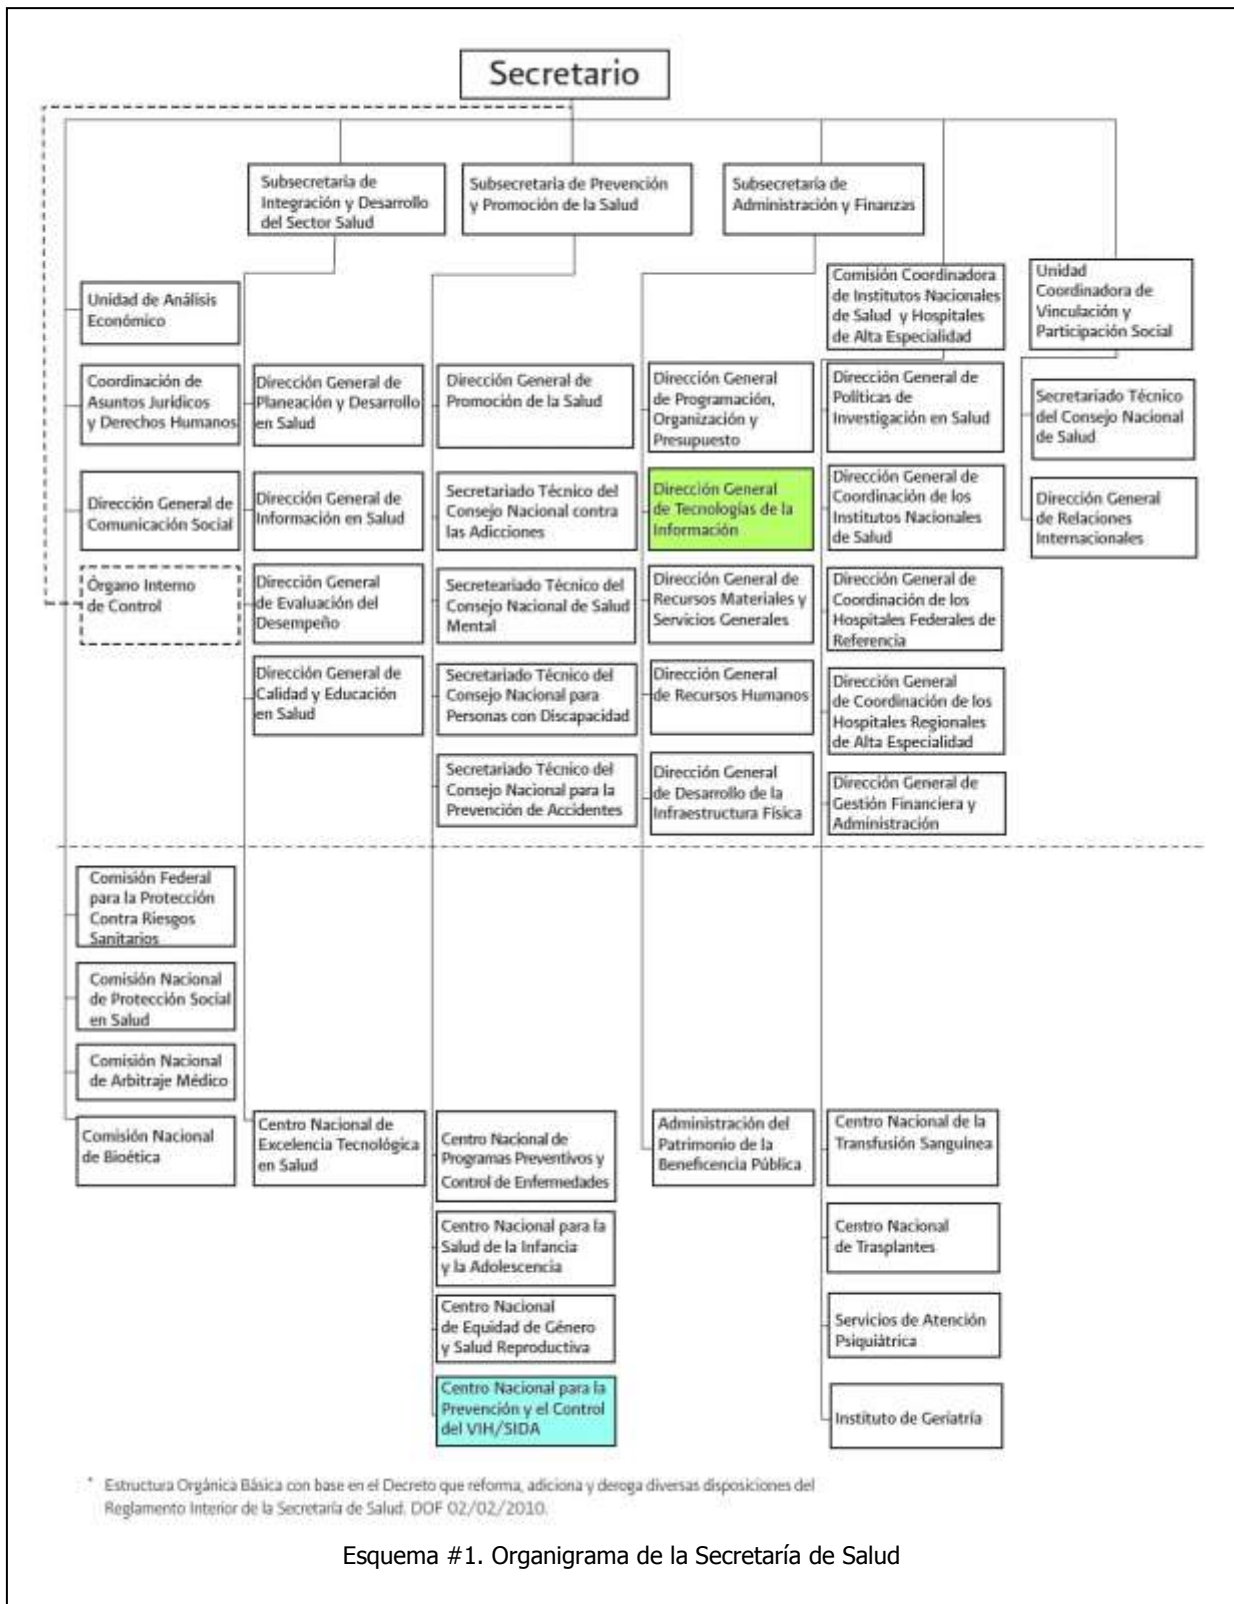 Secretario
Subsecretaría de
Integración y Desarrollo
del Sector Salud
Subsecretaria de Prevención
y Promoción de la Salud
Subsecretaría de
Administración y Finanzas
Unidad de Análisis
Económico
Comisión Coordinadora
de Institutos Nacionales
de Salud y Hospitales
de Alta Especialidad
Unidad
Coordinadora de
Vinculación y
Participación Social
Coordinación de
Asuntos Jurídicos
y Derechos Humanos
Dirección General de
Planeación y Desarrollo
en Salud
Dirección General de
Promoción de la Salud
Dirección General
de Programación,
Organización y
Presupuesto
Dirección General de
Políticas de
Investigación en Salud
Secretariado Técnico
del Consejo Nacional
de Salud
Dirección General de
Comunicación Social
Dirección General de
Información en Salud
Secretariado Técnico del
Consejo Nacional contra
las Adicciones
Dirección General
de Tecnologías de la
Información
Dirección General de
Coordinación de los
Institutos Nacionales
de Salud
Dirección General
de Relaciones
Internacionales
Órgano Interno
de Control
Dirección General
de Evaluación del
Desempeño
Secreteariado Técnico del
Consejo Nacional de Salud
Mental
Dirección General de
Recursos Materiales y
Servicios Generales
Dirección General de
Coordinación de los
Hospitales Federales de
Referencia
Dirección General de
Calidad y Educación
en Salud
Secretariado Técnico del
Consejo Nacional para
Personas con Discapacidad
Dirección General
de Recursos Humanos
Dirección General
de Coordinación de los
Hospitales Regionales
de Alta Especialidad
Secretariado Técnico del
Consejo Nacional para la
Prevención de Accidentes
Dirección General
de Desarrollo de la
Infraestructura Física
Dirección General de
Gestión Financiera y
Administración
Comisión Federal
para la Protección
Contra Riesgos
Sanitarios
Comisión Nacional
de Protección Social
en Salud
Comisión Nacional
de Arbitraje Médico
Comisión Nacional
de Bioética
Centro Nacional de
Excelencia Tecnológica
en Salud
Centro Nacional de
Programas Preventivos y
Control de Enfermedades
Administración del
Patrimonio de la
Beneficencia Pública
Centro Nacional de la
Transfusión Sanguínea
Centro Nacional para la
Salud de la Infancia
y la Adolescencia
Centro Nacional
de Trasplantes
Centro Nacional
de Equidad de Género
y Salud Reproductiva
Servicios de Atención
Psiquiátrica
Centro Nacional para la
Prevención y el Control
del VIH/SIDA
Instituto de Geriatría
* Estructura Orgánica Básica con base en el Decreto que reforma, adiciona y deroga diversas disposiciones del
Reglamento Interior de la Secretaría de Salud. DOF 02/02/2010.
Esquema #1. Organigrama de la Secretaría de Salud